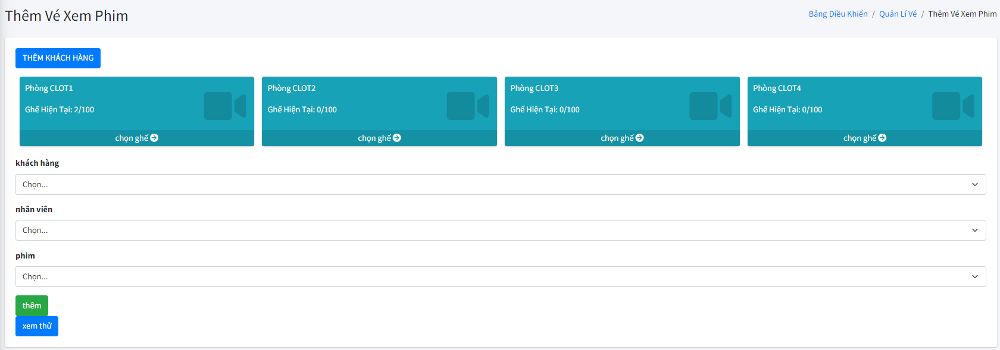 Thêm Vé Xem Phim
Bảng Điều Khiển / Quản Lí Vé / Thêm Vé Xem Phim
THÊM KHÁCH HÀNG
Phòng CLOT1
Ghế Hiện Tại: 2/100
chọn ghế
Phòng CLOT2
Ghế Hiện Tại: 0/100
chọn ghế
Phòng CLOT3
Ghế Hiện Tại: 0/100
chọn ghế
Phòng CLOT4
Ghế Hiện Tại: 0/100
chọn ghế
khách hàng
Chọn...
nhân viên
Chọn...
phim
Chọn...
thêm
xem thử